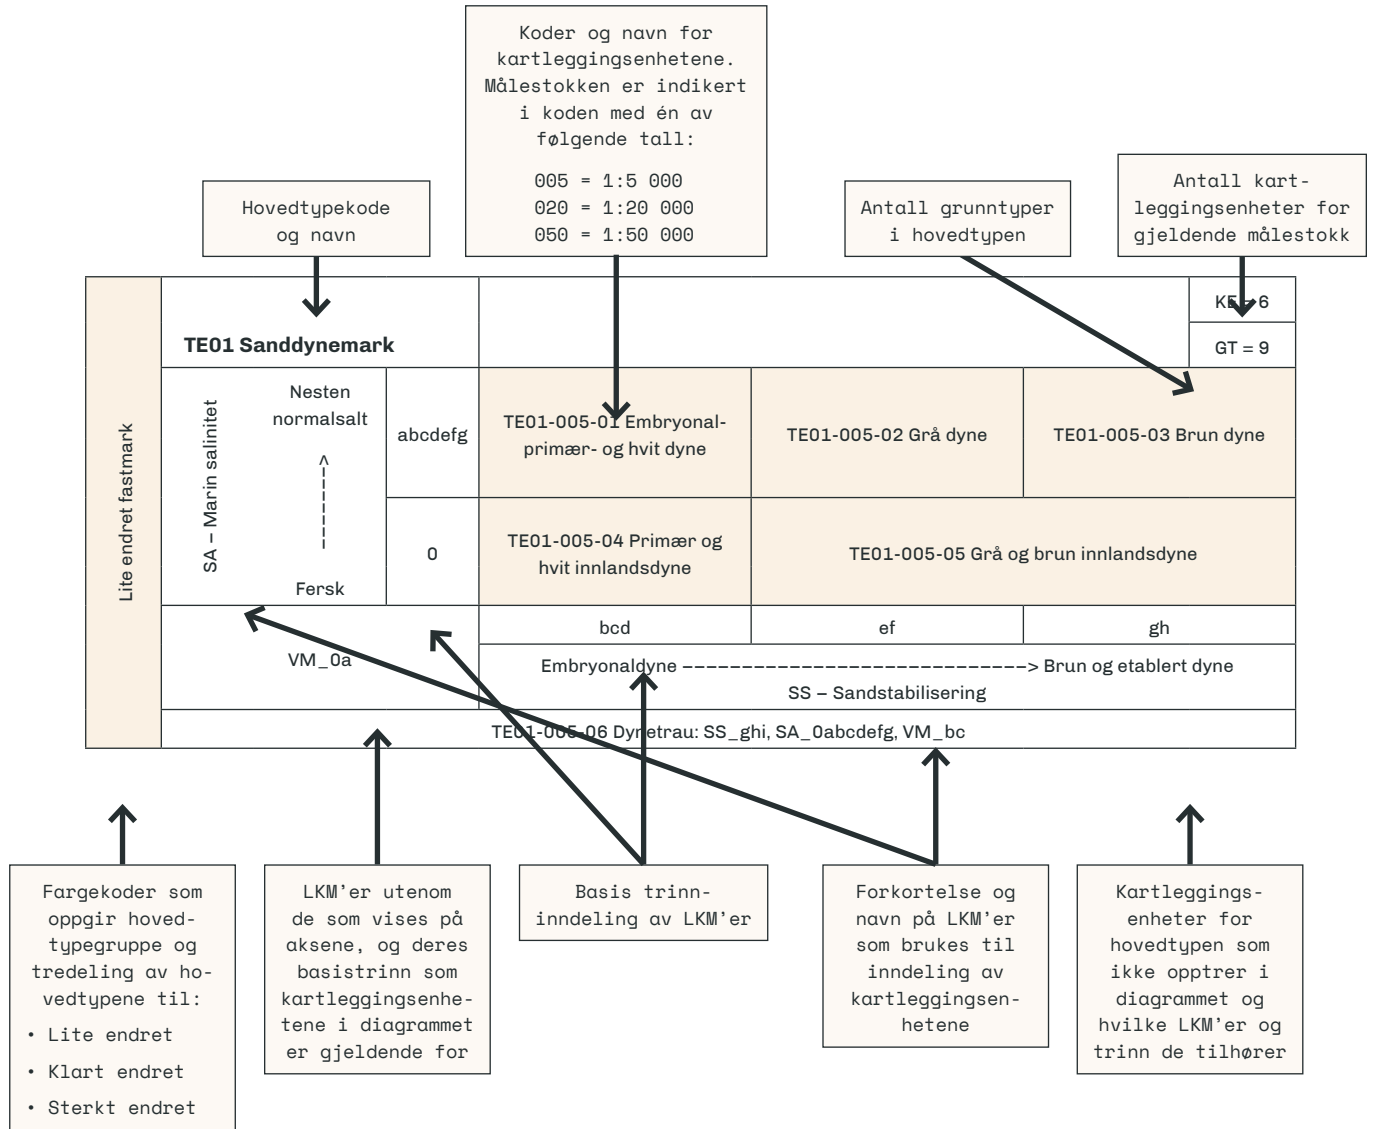 Koder og navn for
kartleggingsenhetene.
Målestokken er indikert
i koden med én av
følgende tall:
005 = 1:5 000
020 = 1:20 000
050 = 1:50 000
Hovedtypekode
og navn
Antall grunntyper
i hovedtypen
Antall kart-
leggingsenheter for
gjeldende målestokk
KE = 6
GT = 9
TE01 Sanddynemark
Lite endret fastmark
SA – Marin salinitet
Nesten
normalsalt
<--------
Fersk
abcdefg
0
TE01-005-01 Embryonal-
primær- og hvit dyne
TE01-005-02 Grå dyne
TE01-005-03 Brun dyne
TE01-005-04 Primær og
hvit innlandsdyne
TE01-005-05 Grå og brun innlandsdyne
VM_0a
bcd
ef
gh
Embryonaldyne -----------------------------> Brun og etablert dyne
SS – Sandstabilisering
TE01-005-06 Dynetrau: SS_ghi, SA_0abcdefg, VM_bc
Fargekoder som
oppgir hoved-
typegruppe og
tredeling av ho-
vedtypene til:
• Lite endret
• Klart endret
• Sterkt endret
LKM’er utenom
de som vises på
aksene, og deres
basistrinn som
kartleggingsenhe-
tene i diagrammet
er gjeldende for
Basis trinn-
inndeling av LKM’er
Forkortelse og
navn på LKM’er
som brukes til
inndeling av
kartleggingsen-
hetene
Kartleggings-
enheter for
hovedtypen som
ikke opptrer i
diagrammet og
hvilke LKM’er og
trinn de tilhører